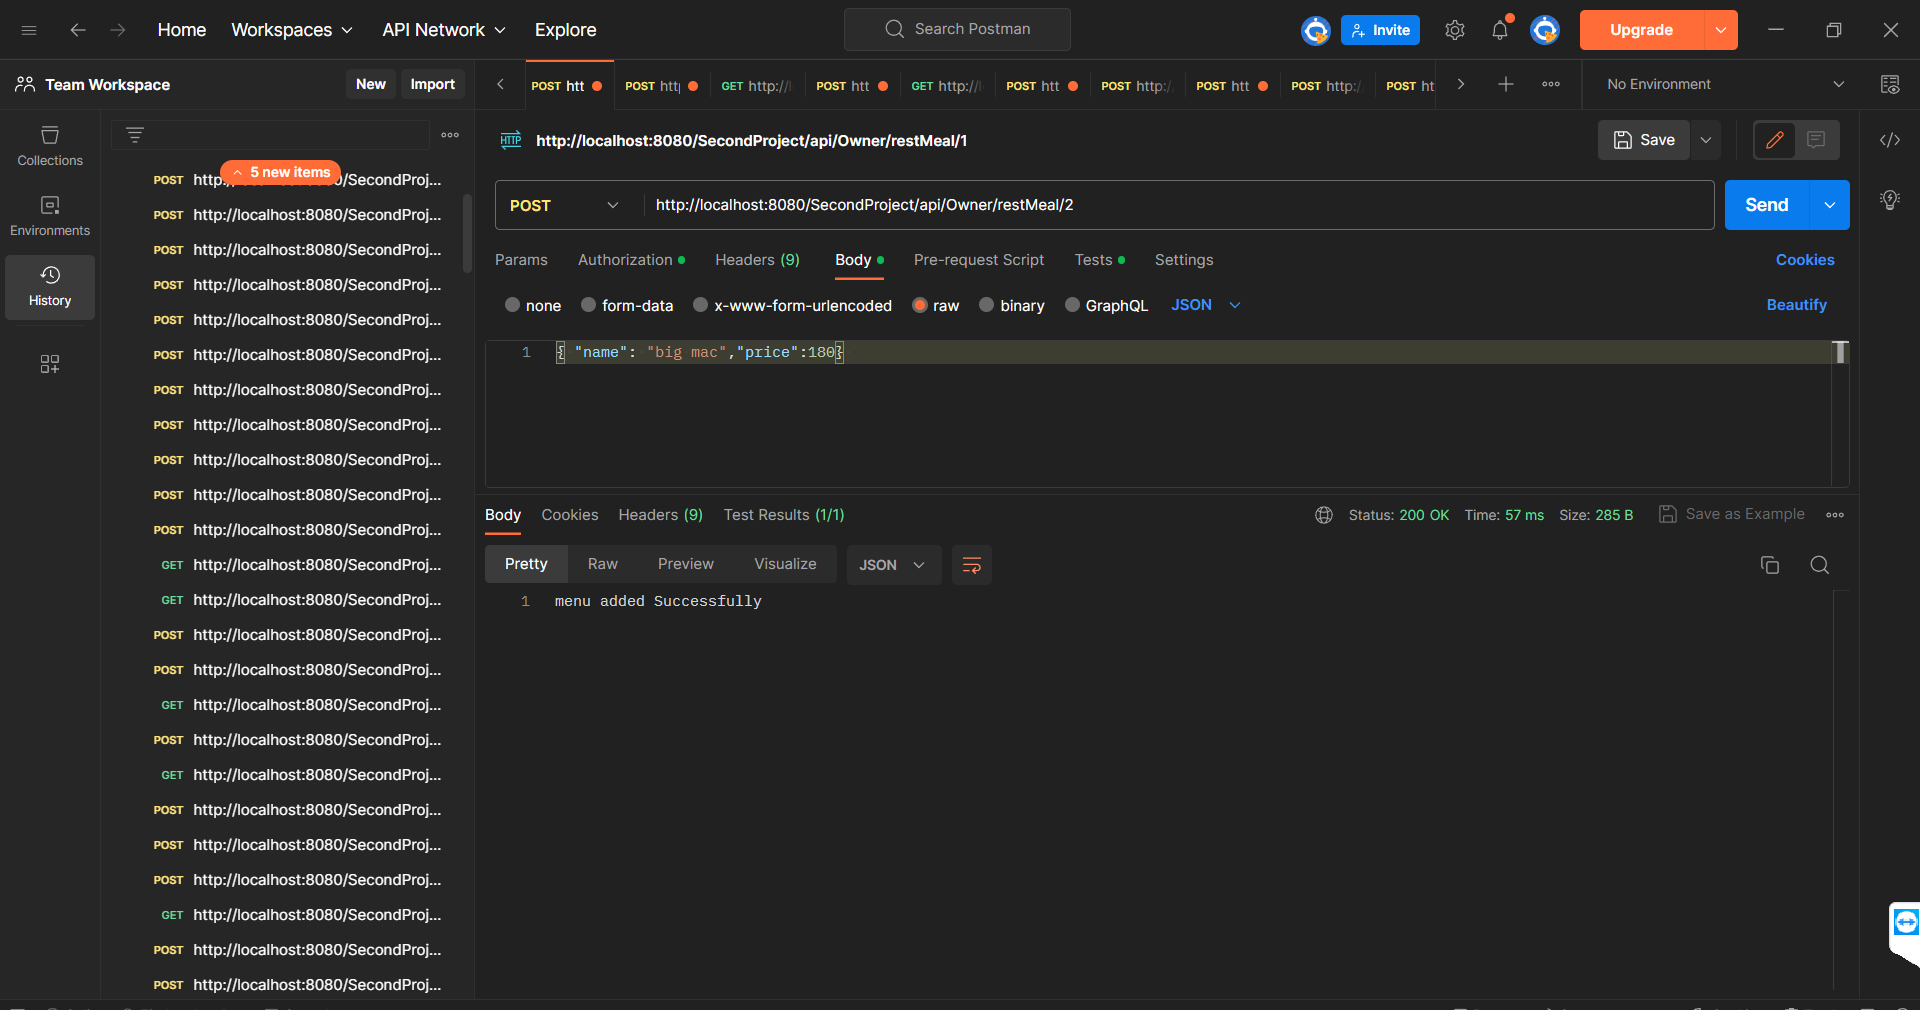 Home Workspaces API Network Explore Search Postman Invite Upgrade
Team Workspace New Import POST htt POST htt GET http://l POST htt GET http://l POST htt POST http:/ POST htt POST http:/ POST ht No Environment
HTTP http://localhost:8080/SecondProject/api/Owner/restMeal/1 Save
Collections
Environments
History
5 new items
POST http://localhost:8080/SecondProj...
POST http://localhost:8080/SecondProj...
POST http://localhost:8080/SecondProj...
POST http://localhost:8080/SecondProj...
POST http://localhost:8080/SecondProj...
POST http://localhost:8080/SecondProj...
POST http://localhost:8080/SecondProj...
POST http://localhost:8080/SecondProj...
POST http://localhost:8080/SecondProj...
POST http://localhost:8080/SecondProj...
POST http://localhost:8080/SecondProj...
GET http://localhost:8080/SecondProj...
GET http://localhost:8080/SecondProj...
POST http://localhost:8080/SecondProj...
POST http://localhost:8080/SecondProj...
GET http://localhost:8080/SecondProj...
POST http://localhost:8080/SecondProj...
GET http://localhost:8080/SecondProj...
POST http://localhost:8080/SecondProj...
POST http://localhost:8080/SecondProj...
POST http://localhost:8080/SecondProj...
GET http://localhost:8080/SecondProj...
POST http://localhost:8080/SecondProj...
POST http://localhost:8080/SecondProj...
POST http://localhost:8080/SecondProject/api/Owner/restMeal/2 Send
Params Authorization Headers (9) Body Pre-request Script Tests Settings Cookies
none form-data x-www-form-urlencoded raw binary GraphQL JSON Beautify
1 { "name": "big mac","price":180}
Body Cookies Headers (9) Test Results (1/1) Status: 200 OK Time: 57 ms Size: 285 B Save as Example
Pretty Raw Preview Visualize JSON
1 menu added Successfully